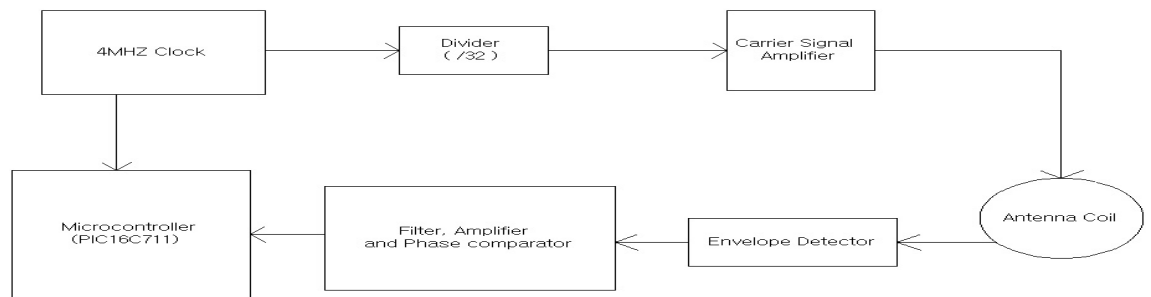 4MHZ Clock
Divider
( /32 )
Carrier Signal
Amplifier
Antenna Coil
Envelope Detector
Filter, Amplifier
and Phase comparator
Microcontroller
(PIC16C711)